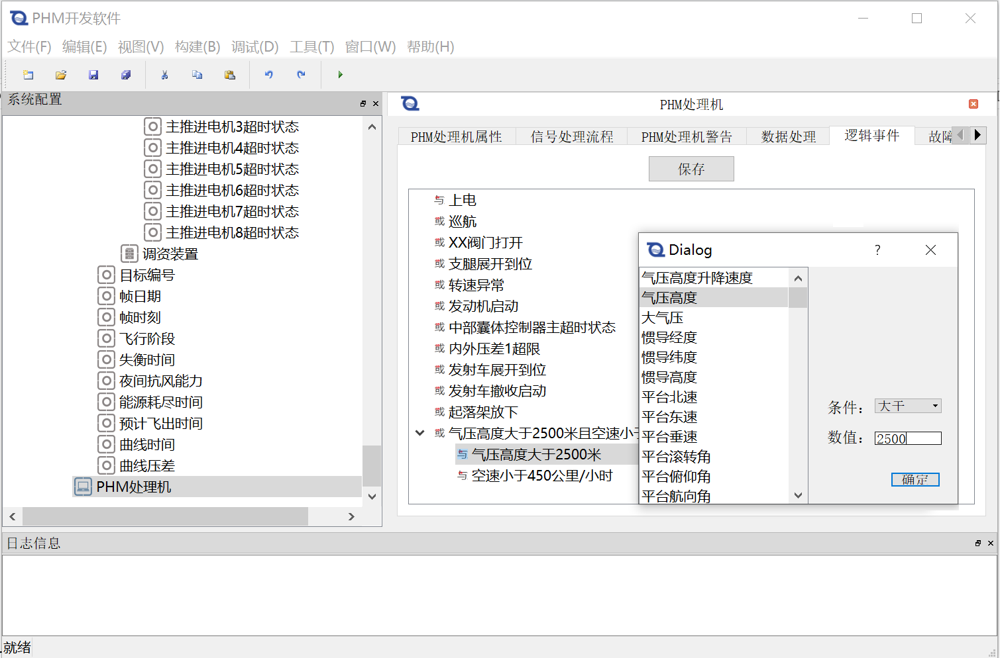 PHM开发软件
文件(F) 编辑(E) 视图(V) 构建(B) 调试(D) 工具(T) 窗口(W) 帮助(H)
系统配置
主推进电机3超时状态
主推进电机4超时状态
主推进电机5超时状态
主推进电机6超时状态
主推进电机7超时状态
主推进电机8超时状态
调资装置
目标编号
帧日期
帧时刻
飞行阶段
失衡时间
夜间抗风能力
能源耗尽时间
预计飞出时间
曲线时间
曲线压差
PHM处理机
PHM处理机
PHM处理机属性 信号处理流程 PHM处理机警告 数据处理 逻辑事件 故障
保存
与 上电
或 巡航
或 XX阀门打开
或 支腿展开到位
或 转速异常
或 发动机启动
或 中部囊体控制器主超时状态
或 内外压差1超限
或 发射车展开到位
或 发射车撤收启动
或 起落架放下
或 气压高度大于2500米且空速小于
与 气压高度大于2500米
与 空速小于450公里/小时
Dialog
?
气压高度升降速度
气压高度
大气压
惯导经度
惯导纬度
惯导高度
平台北速
平台东速
平台垂速
平台滚转角
平台俯仰角
平台航向角
条件： 大于
数值： 2500
确定
日志信息
就绪